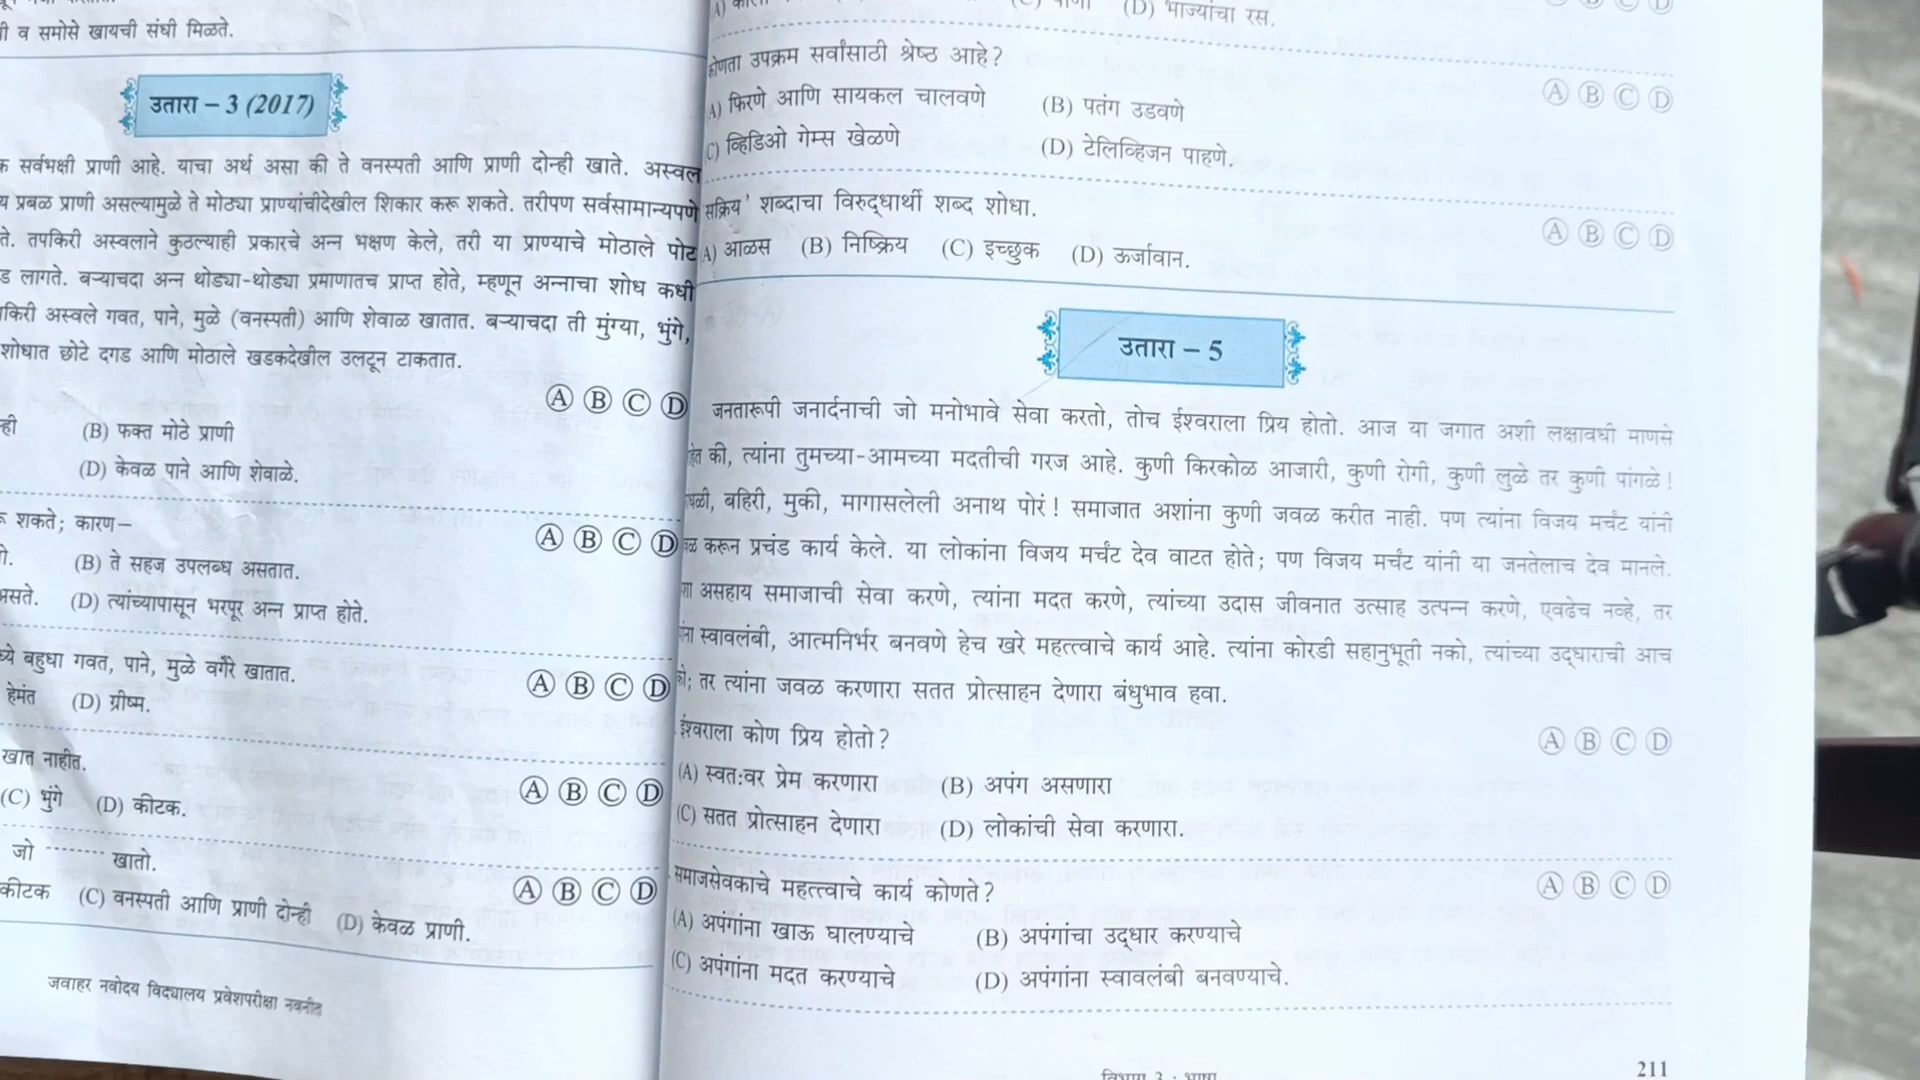 व समोसे खायची संधी मिळते.
उतारा – 3 (2017)
सर्वभक्षी प्राणी आहे. याचा अर्थ असा की ते वनस्पती आणि प्राणी दोन्ही खाते. अस्वल
प्रबळ प्राणी असल्यामुळे ते मोठ्या प्राण्यांचीदेखील शिकार करू शकते. तरीपण सर्वसामान्यपणे
ते. तपकिरी अस्वलाने कुठल्याही प्रकारचे अन्न भक्षण केले, तरी या प्राण्याचे मोठाले पोट
लागते. बऱ्याचदा अन्न थोड्या-थोड्या प्रमाणातच प्राप्त होते, म्हणून अन्नाचा शोध कधी
अस्वले गवत, पाने, मुळे (वनस्पती) आणि शेवाळ खातात. बऱ्याचदा ती मुंग्या, भुंगे,
शोधात छोटे दगड आणि मोठाले खडकदेखील उलटून टाकतात.
A B C D
(B) फक्त मोठे प्राणी
(D) केवळ पाने आणि शेवाळे.
शकते; कारण–
A B C D
(B) ते सहज उपलब्ध असतात.
(D) त्यांच्यापासून भरपूर अन्न प्राप्त होते.
बहुधा गवत, पाने, मुळे वगैरे खातात.
A B C D
हेमंत (D) ग्रीष्म.
खात नाहीत.
A B C D
(C) भुंगे (D) कीटक.
जो ------- खातो.
A B C D
कीटक (C) वनस्पती आणि प्राणी दोन्ही (D) केवळ प्राणी.
जवाहर नवोदय विद्यालय प्रवेशपरीक्षा नवनीत
(D) भाज्यांचा रस.
उपक्रम सर्वांसाठी श्रेष्ठ आहे?
A B C D
फिरणे आणि सायकल चालवणे (B) पतंग उडवणे
व्हिडिओ गेम्स खेळणे (D) टेलिव्हिजन पाहणे.
सक्रिय' शब्दाचा विरुद्धार्थी शब्द शोधा.
A B C D
आळस (B) निष्क्रिय (C) इच्छुक (D) ऊर्जावान.
उतारा – 5
जनतारूपी जनार्दनाची जो मनोभावे सेवा करतो, तोच ईश्वराला प्रिय होतो. आज या जगात अशी लक्षावधी माणसे
की, त्यांना तुमच्या-आमच्या मदतीची गरज आहे. कुणी किरकोळ आजारी, कुणी रोगी, कुणी लुळे तर कुणी पांगळे!
बहिरी, मुकी, मागासलेली अनाथ पोरं! समाजात अशांना कुणी जवळ करीत नाही. पण त्यांना विजय मर्चंट यांनी
करून प्रचंड कार्य केले. या लोकांना विजय मर्चंट देव वाटत होते; पण विजय मर्चंट यांनी या जनतेलाच देव मानले.
असहाय समाजाची सेवा करणे, त्यांना मदत करणे, त्यांच्या उदास जीवनात उत्साह उत्पन्न करणे, एवढेच नव्हे, तर
स्वावलंबी, आत्मनिर्भर बनवणे हेच खरे महत्त्वाचे कार्य आहे. त्यांना कोरडी सहानुभूती नको, त्यांच्या उद्धाराची आच
तर त्यांना जवळ करणारा सतत प्रोत्साहन देणारा बंधुभाव हवा.
ईश्वराला कोण प्रिय होतो?
A B C D
(A) स्वतःवर प्रेम करणारा (B) अपंग असणारा
(C) सतत प्रोत्साहन देणारा (D) लोकांची सेवा करणारा.
समाजसेवकाचे महत्त्वाचे कार्य कोणते?
A B C D
(A) अपंगांना खाऊ घालण्याचे (B) अपंगांचा उद्धार करण्याचे
(C) अपंगांना मदत करण्याचे (D) अपंगांना स्वावलंबी बनवण्याचे.
211